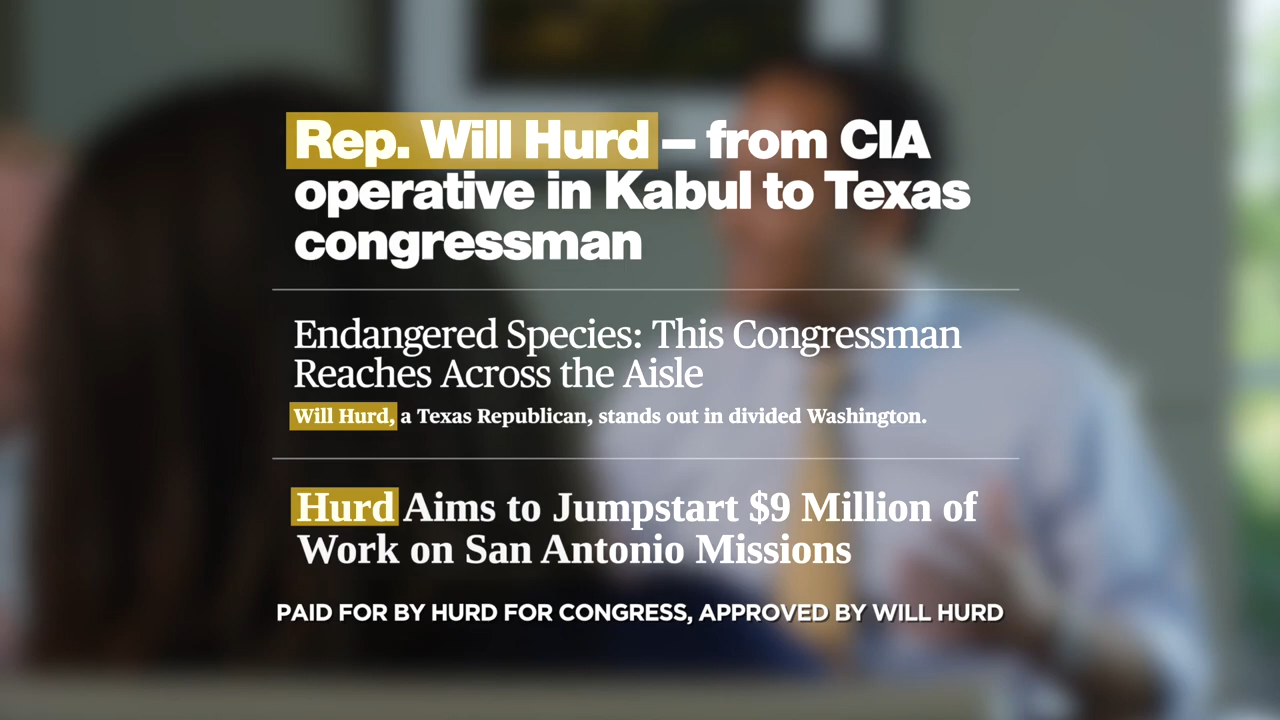 Rep. Will Hurd – from CIA
operative in Kabul to Texas
congressman
Endangered Species: This Congressman
Reaches Across the Aisle
Will Hurd, a Texas Republican, stands out in divided Washington.
Hurd Aims to Jumpstart $9 Million of
Work on San Antonio Missions
PAID FOR BY HURD FOR CONGRESS, APPROVED BY WILL HURD